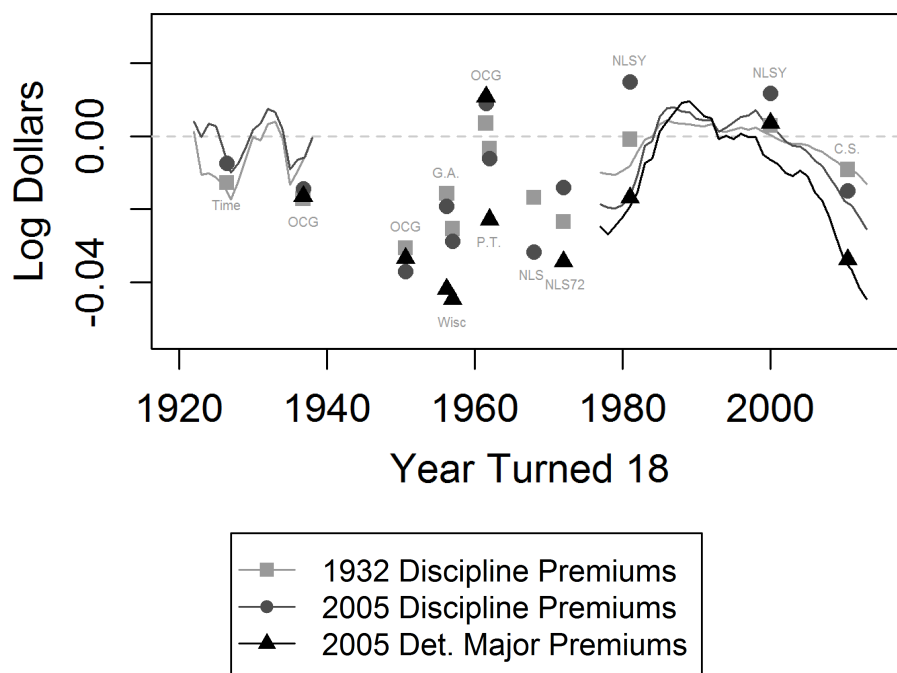 OCG
NLSY
NLSY
0.00
C.S.
G.A.
Time
OCG
OCG
P.T.
NLS
NLS72
-0.04
Wisc
Log Dollars
1920 1940 1960 1980 2000
Year Turned 18
1932 Discipline Premiums
2005 Discipline Premiums
2005 Det. Major Premiums